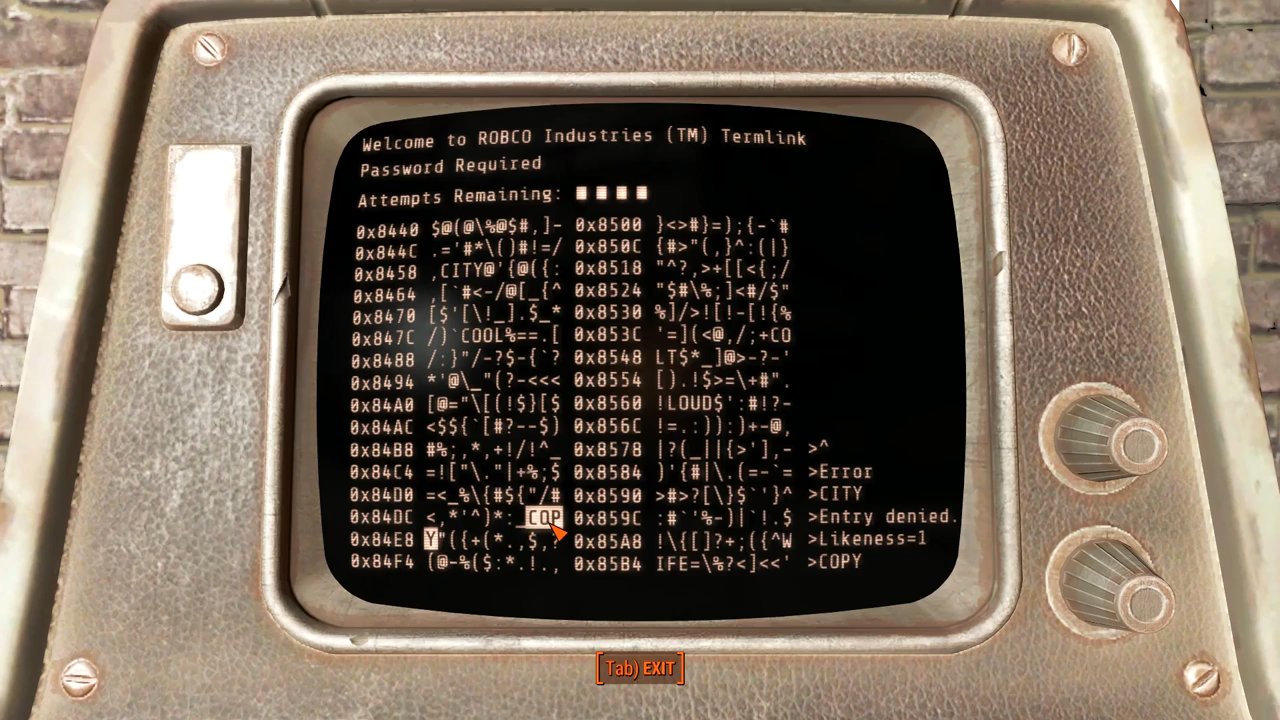 Welcome to ROBCO Industries (TM) Termlink
Password Required
Attempts Remaining: ■ ■ ■ ■
0x8440 $@(@\%@$#,]- 0x8500 }<>#}=);{-`#
0x844C .='#*\()#!=/ 0x850C {#>"(,}^:(|}
0x8458 ,CITY@'{@({: 0x8518 "^?,>+[[<{;/
0x8464 ,[`#<-/@[_{^ 0x8524 "$#\%;]<#/$"
0x8470 [$'[\!_].$_* 0x8530 %]/>![!-[!{%
0x847C /)`COOL%==.[ 0x853C '=](<@,/;+CO
0x8488 /:}"/-?$-{`? 0x8548 LT$*_]@>-?-'
0x8494 *'@\_"(?-<<< 0x8554 [).!$>=\+#".
0x84A0 [@="\[(!$}[$ 0x8560 !LOUD$':#!?-
0x84AC <$${`[#?--$) 0x856C !=.:)):)+-@,
0x84B8 #%;,*,+!/!^_ 0x8578 |?(_||{>'],- >^
0x84C4 =!["\."|+%;$ 0x8584 )'{#|\.(=-`= >Error
0x84D0 =<_%\{#${"/# 0x8590 >#>?[\}$`'}^ >CITY
0x84DC <,*'^)*:_COP 0x859C :#`'%-)|`!.$ >Entry denied.
0x84E8 Y"((+(*.,$,? 0x85A8 !\{[]?+;({^W >Likeness=1
0x84F4 (@-%($:*.!., 0x85B4 IFE=\%?<]<<' >COPY
[Tab) EXIT]